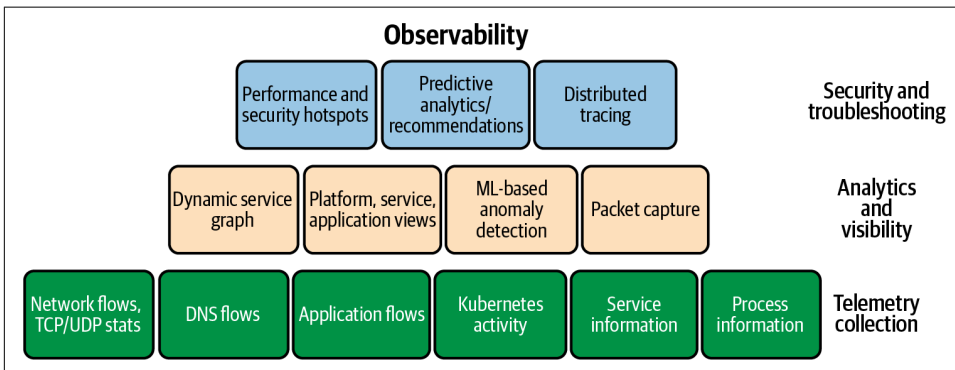 Observability
Performance and
security hotspots
Predictive
analytics/
recommendations
Distributed
tracing
Security and
troubleshooting
Dynamic service
graph
Platform, service,
application views
ML-based
anomaly
detection
Packet capture
Analytics
and
visibility
Network flows,
TCP/UDP stats
DNS flows
Application flows
Kubernetes
activity
Service
information
Process
information
Telemetry
collection